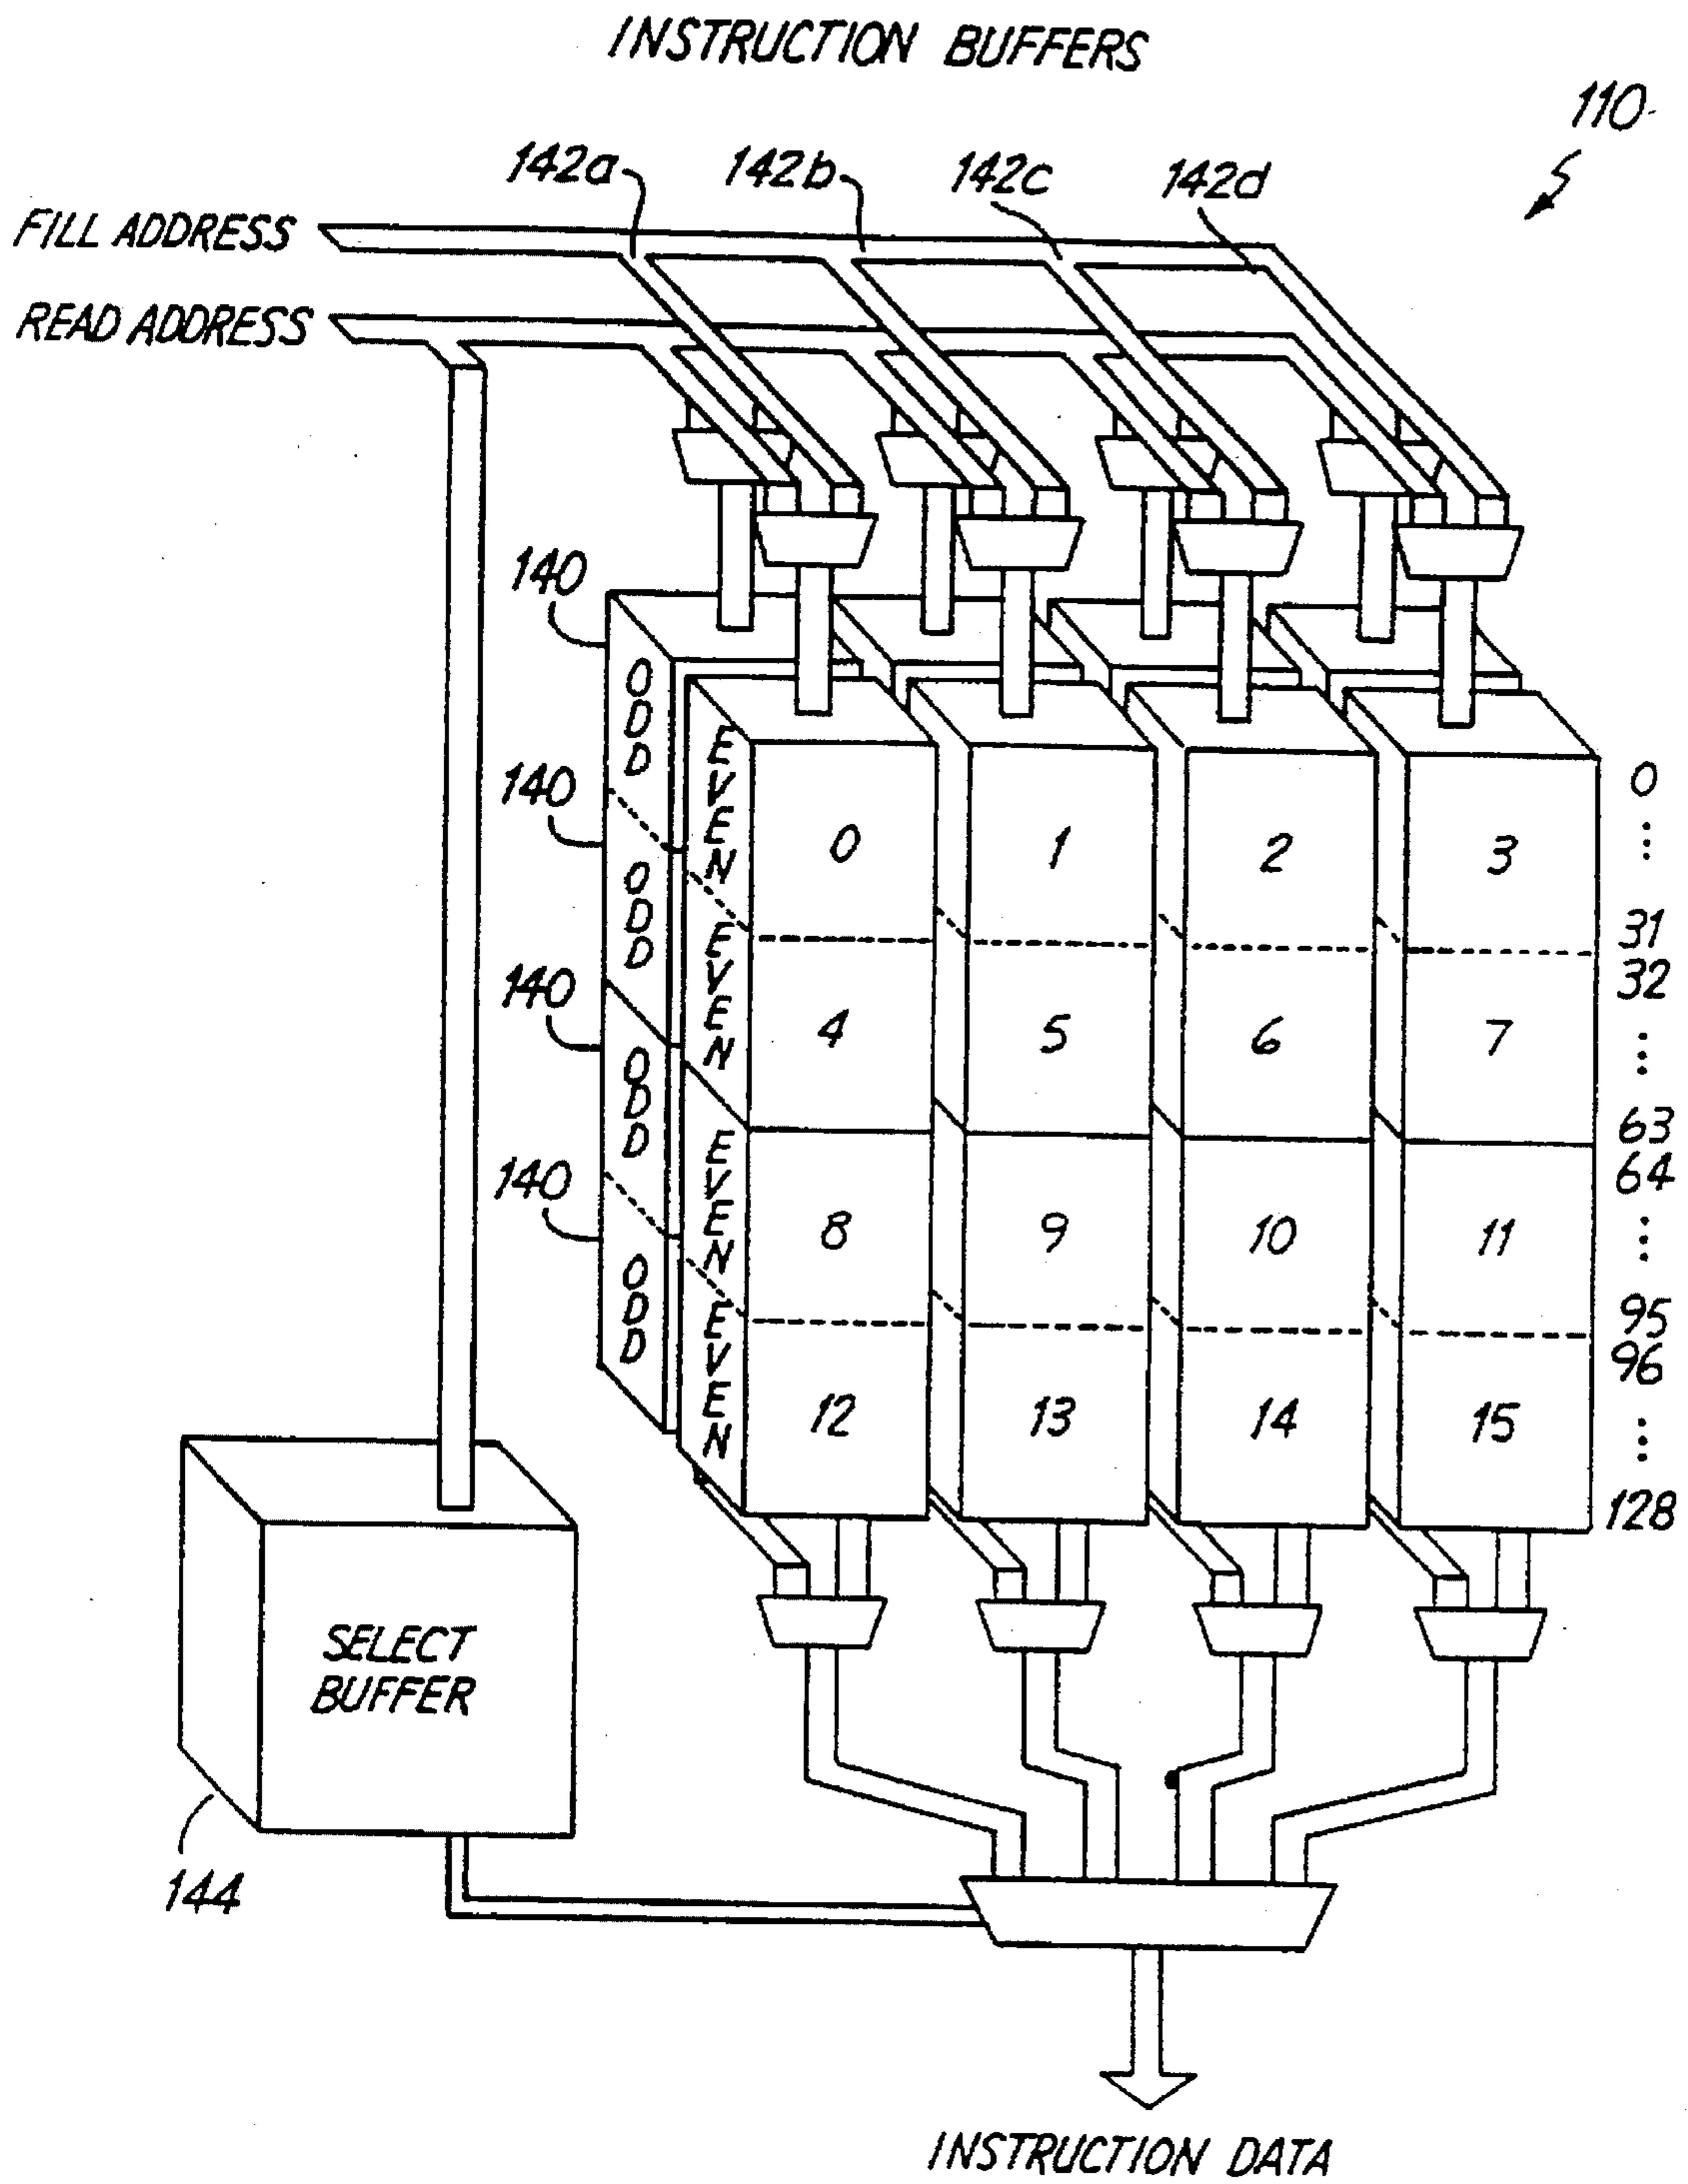 INSTRUCTION BUFFERS
110
142a 142b 142c 142d
FILL ADDRESS
READ ADDRESS
140
ODD
EVEN
0 1 2 3
0
⋮
31
140
ODD
EVEN
4 5 6 7
32
⋮
63
140
ODD
EVEN
8 9 10 11
64
⋮
95
140
ODD
EVEN
12 13 14 15
96
⋮
128
SELECT
BUFFER
144
INSTRUCTION DATA